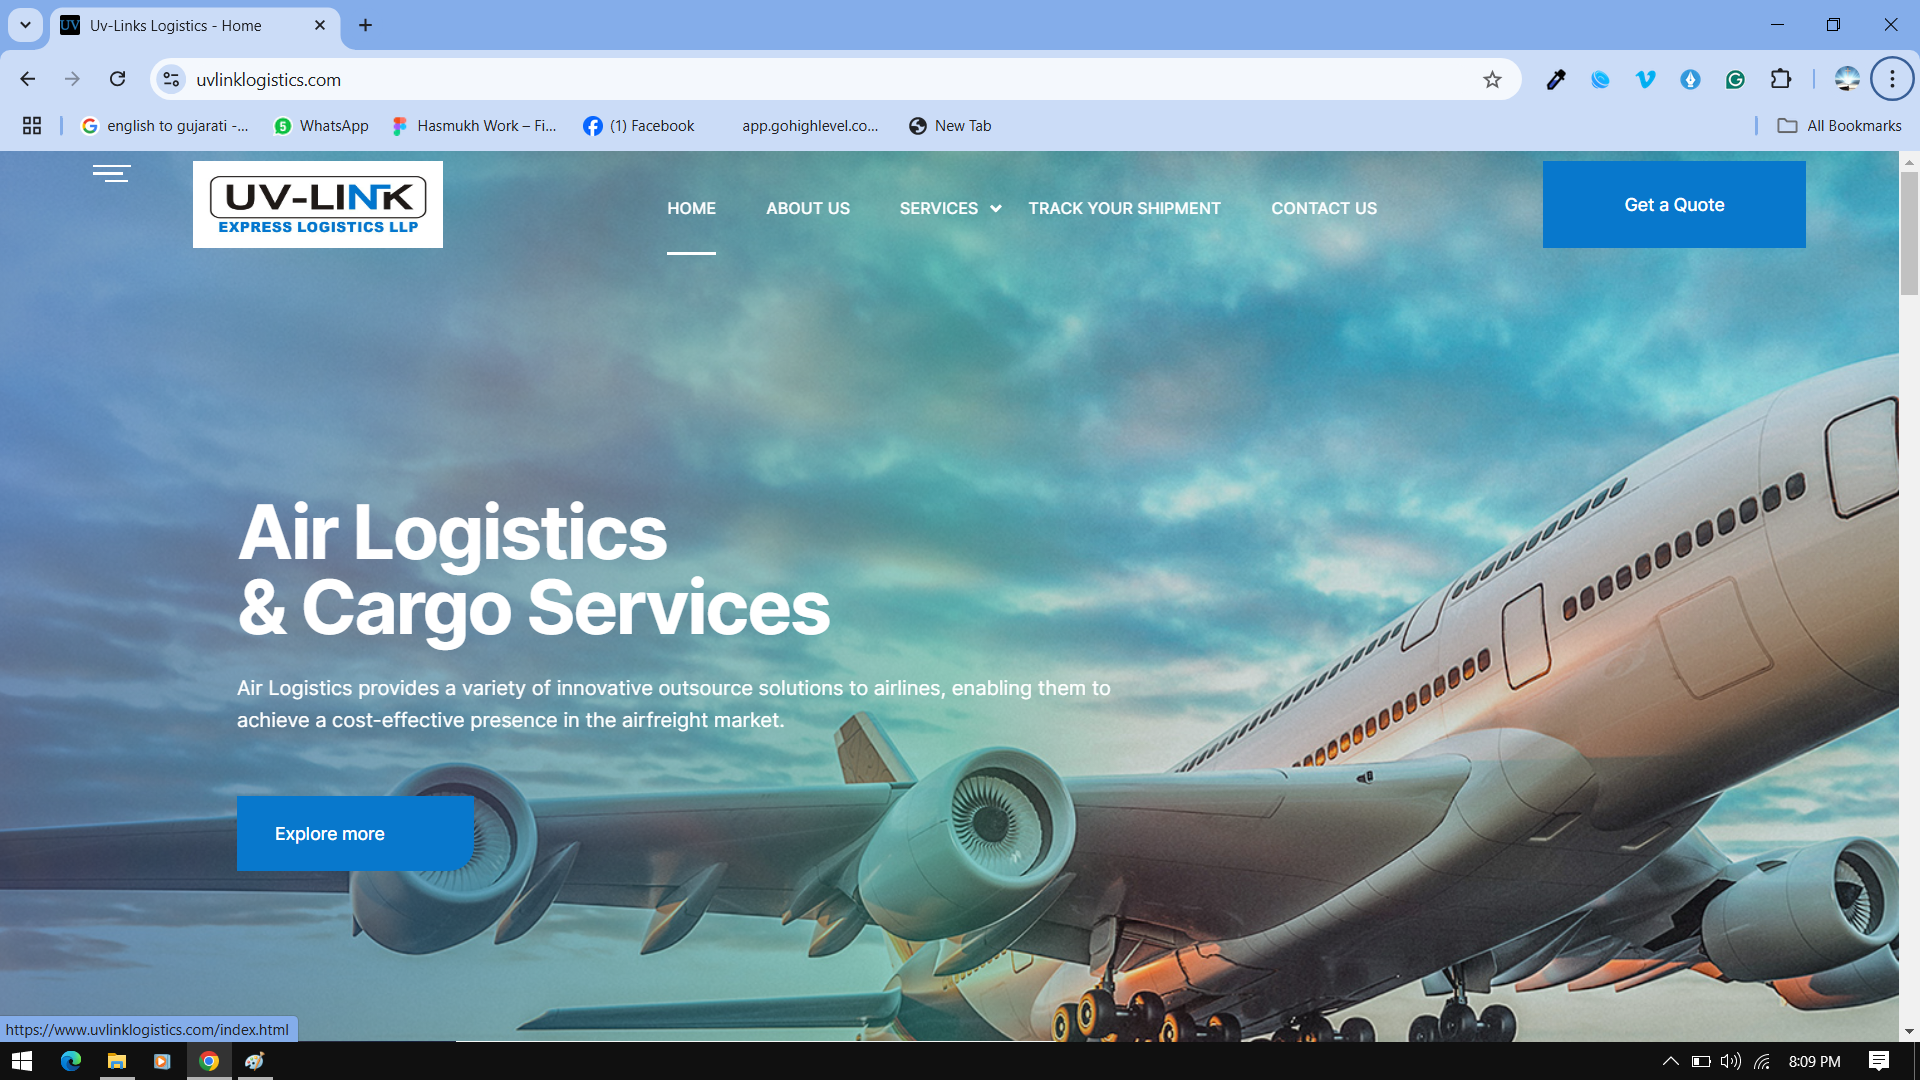 UV
Uv-Links Logistics - Home
uvlinklogistics.com
english to gujarati -...
5
WhatsApp
Hasmukh Work – Fi...
(1) Facebook
app.gohighlevel.co...
New Tab
All Bookmarks
UV-LINK
EXPRESS LOGISTICS LLP
HOME
ABOUT US
SERVICES
TRACK YOUR SHIPMENT
CONTACT US
Get a Quote
Air Logistics
& Cargo Services
Air Logistics provides a variety of innovative outsource solutions to airlines, enabling them to
achieve a cost-effective presence in the airfreight market.
Explore more
https://www.uvlinklogistics.com/index.html
8:09 PM